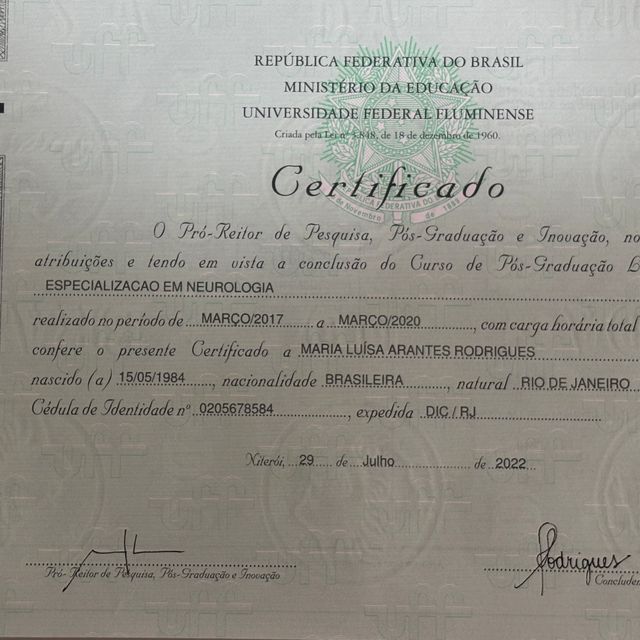 REPÚBLICA FEDERATIVA DO BRASIL
MINISTÉRIO DA EDUCAÇÃO
UNIVERSIDADE FEDERAL FLUMINENSE
Criada pela Lei nº 3.848, de 18 de dezembro de 1960.
Certificado
O Pró-Reitor de Pesquisa, Pós-Graduação e Inovação, no
atribuições e tendo em vista a conclusão do Curso de Pós-Graduação L
ESPECIALIZACAO EM NEUROLOGIA
realizado no período de MARÇO/2017 a MARÇO/2020, com carga horária total
confere o presente Certificado a MARIA LUÍSA ARANTES RODRIGUES
nascido (a) 15/05/1984, nacionalidade BRASILEIRA, natural RIO DE JANEIRO
Cédula de Identidade nº 0205678584, expedida DIC / RJ
Niterói, 29 de Julho de 2022
Rodrigues
Pró-Reitor de Pesquisa, Pós-Graduação e Inovação
Concluden